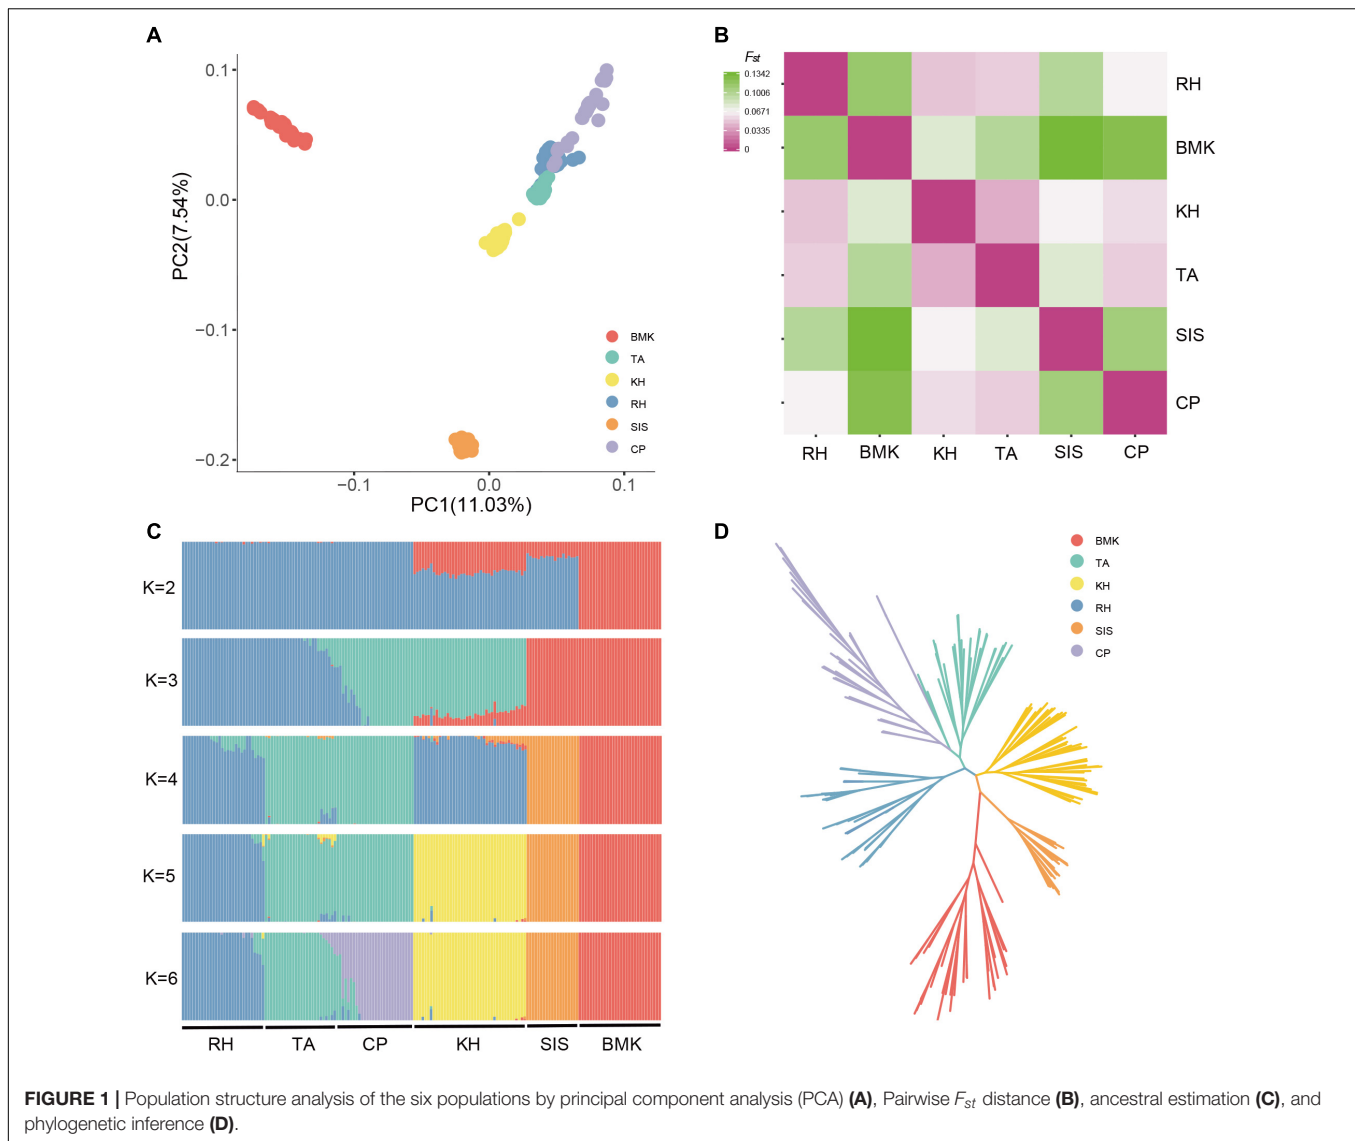 A
0.1
0.0
−0.1
−0.2
PC2(7.54%)
−0.1
0.0
0.1
PC1(11.03%)
BMK
TA
KH
RH
SIS
CP
B
Fst
0.1342
0.1006
0.0671
0.0335
0
RH
BMK
KH
TA
SIS
CP
RH BMK KH TA SIS CP
C
K=2
K=3
K=4
K=5
K=6
RH TA CP KH SIS BMK
D
BMK
TA
KH
RH
SIS
CP
FIGURE 1 | Population structure analysis of the six populations by principal component analysis (PCA) (A), Pairwise Fst distance (B), ancestral estimation (C), and
phylogenetic inference (D).